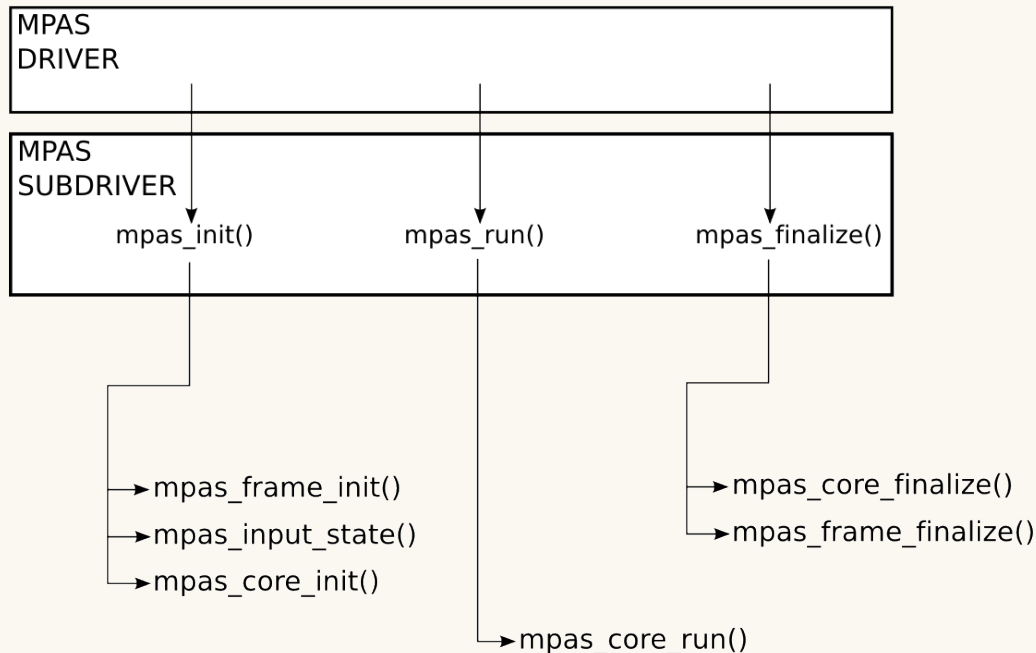 MPAS
DRIVER
MPAS
SUBDRIVER
mpas_init()
mpas_run()
mpas_finalize()
mpas_frame_init()
mpas_input_state()
mpas_core_init()
mpas_core_run()
mpas_core_finalize()
mpas_frame_finalize()